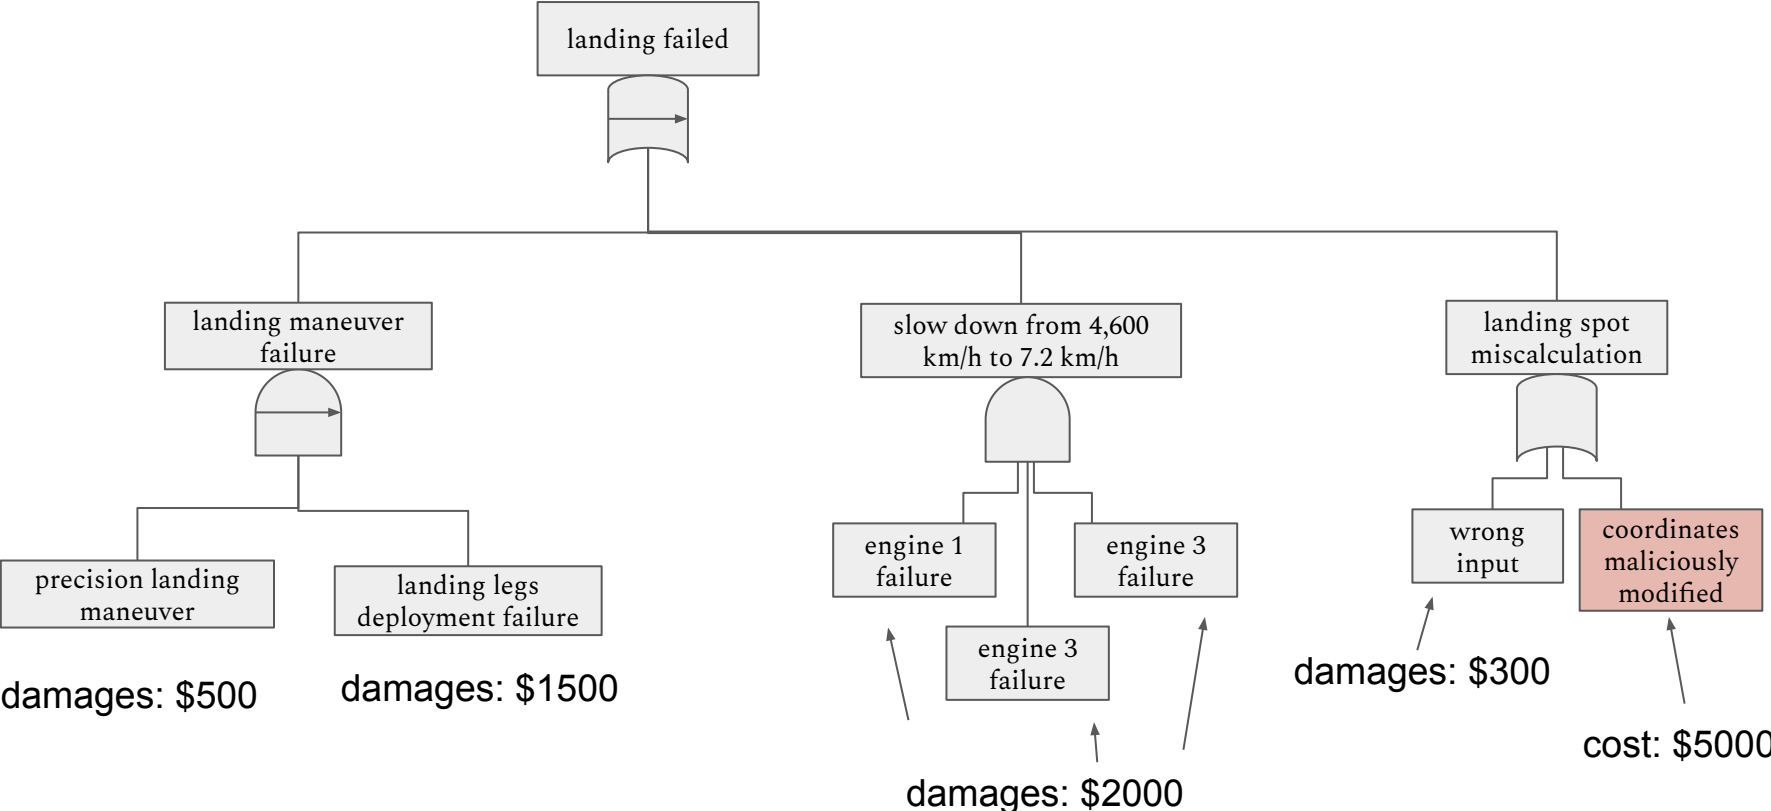 landing failed
landing maneuver
failure
slow down from 4,600
km/h to 7.2 km/h
landing spot
miscalculation
precision landing
maneuver
landing legs
deployment failure
engine 1
failure
engine 3
failure
engine 3
failure
wrong
input
coordinates
maliciously
modified
damages: $500
damages: $1500
damages: $2000
damages: $300
cost: $5000